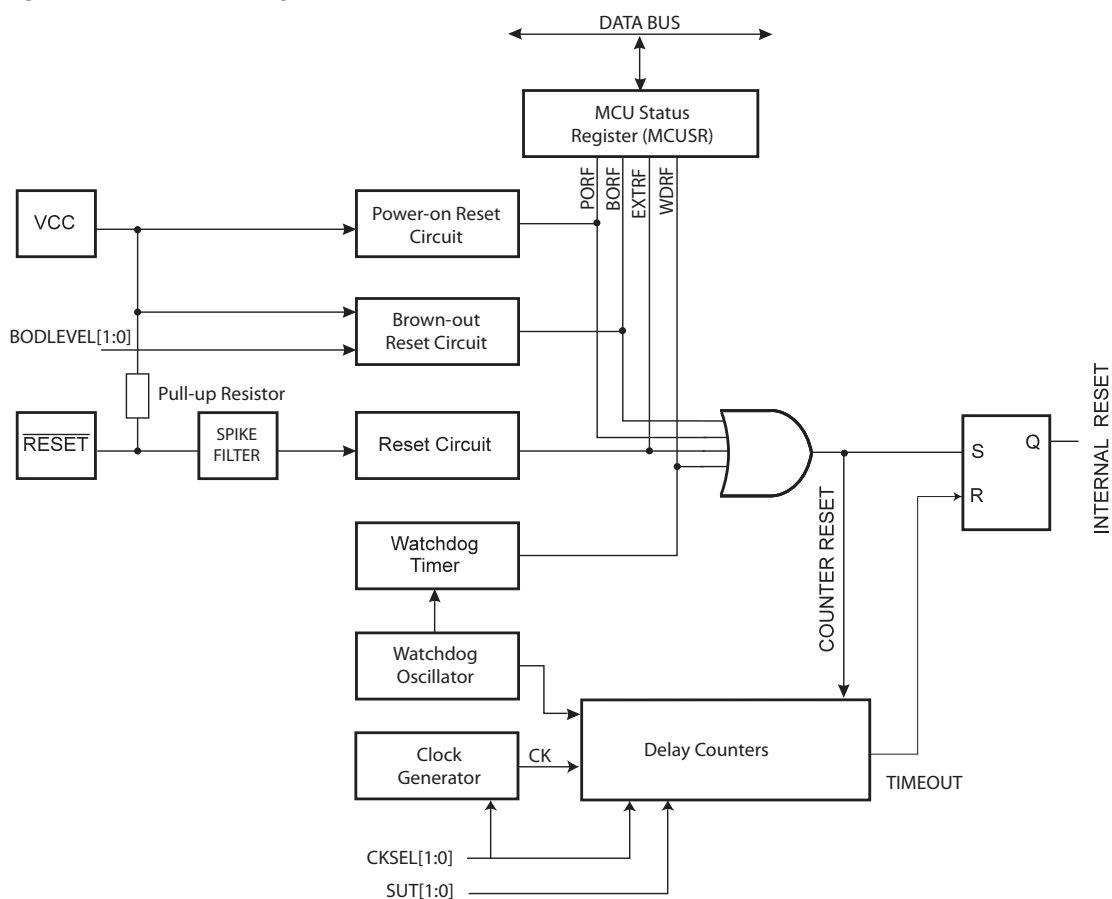 DATA BUS
MCU Status
Register (MCUSR)
PORF
BORF
EXTRF
WDRF
VCC
Power-on Reset
Circuit
BODLEVEL[1:0]
Brown-out
Reset Circuit
Pull-up Resistor
RESET
SPIKE
FILTER
Reset Circuit
S
Q
R
INTERNAL RESET
Watchdog
Timer
COUNTER RESET
Watchdog
Oscillator
Clock
Generator
CK
Delay Counters
TIMEOUT
CKSEL[1:0]
SUT[1:0]